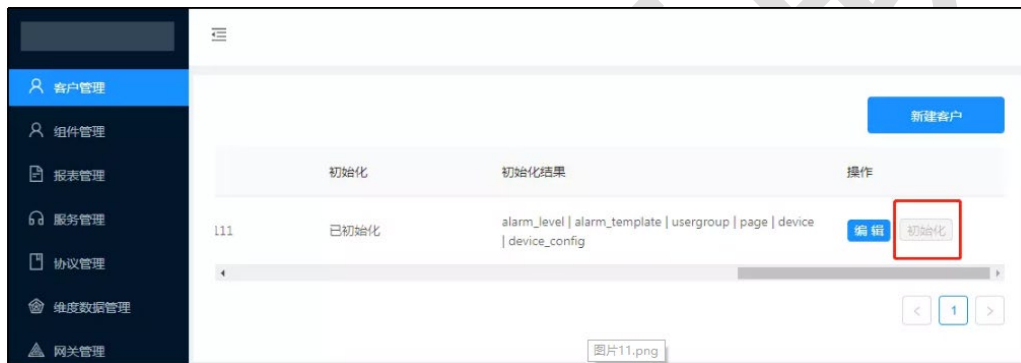 客户管理
组件管理
报表管理
服务管理
协议管理
维度数据管理
网关管理
新建客户
初始化 初始化结果 操作
111 已初始化 alarm_level | alarm_template | usergroup | page | device
| device_config
编 辑 初始化
< 1 >
图片11.png